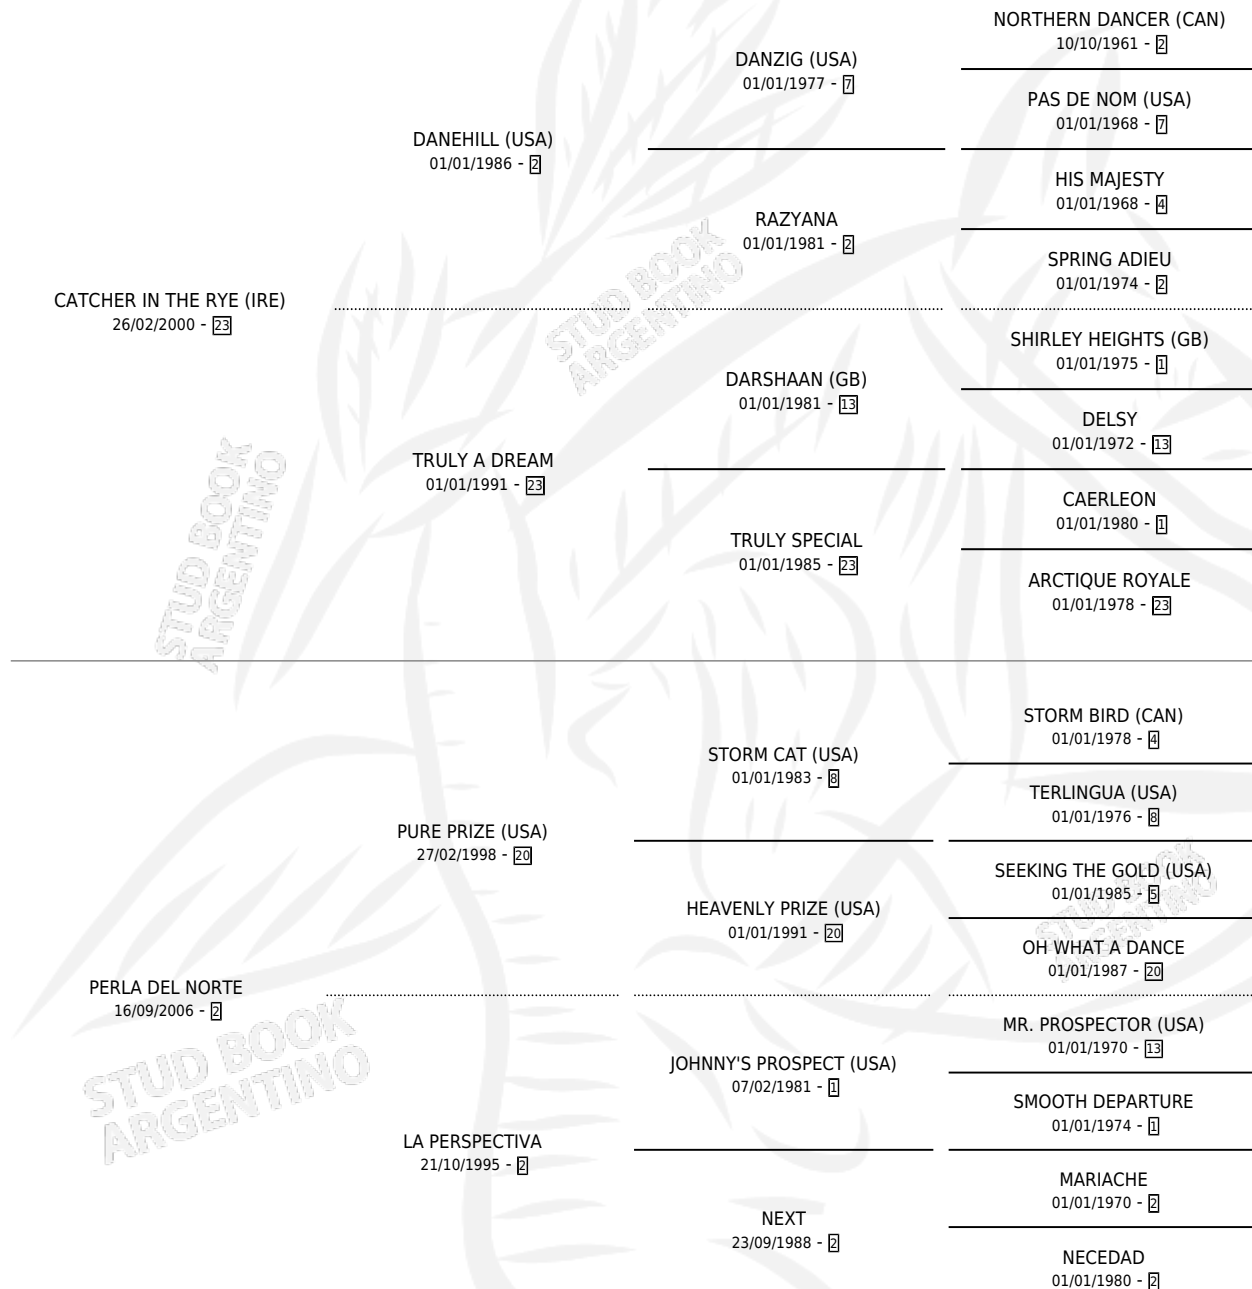 NORTHERN DANCER (CAN)
10/10/1961 - 2
DANZIG (USA)
01/01/1977 - 7
PAS DE NOM (USA)
01/01/1968 - 7
DANEHILL (USA)
01/01/1986 - 2
HIS MAJESTY
01/01/1968 - 4
RAZYANA
01/01/1981 - 2
SPRING ADIEU
01/01/1974 - 2
CATCHER IN THE RYE (IRE)
26/02/2000 - 23
SHIRLEY HEIGHTS (GB)
01/01/1975 - 1
DARSHAAN (GB)
01/01/1981 - 13
DELSY
01/01/1972 - 13
TRULY A DREAM
01/01/1991 - 23
CAERLEON
01/01/1980 - 1
TRULY SPECIAL
01/01/1985 - 23
ARCTIQUE ROYALE
01/01/1978 - 23
STORM BIRD (CAN)
01/01/1978 - 4
STORM CAT (USA)
01/01/1983 - 8
TERLINGUA (USA)
01/01/1976 - 8
PURE PRIZE (USA)
27/02/1998 - 20
SEEKING THE GOLD (USA)
01/01/1985 - 5
HEAVENLY PRIZE (USA)
01/01/1991 - 20
OH WHAT A DANCE
01/01/1987 - 20
PERLA DEL NORTE
16/09/2006 - 2
MR. PROSPECTOR (USA)
01/01/1970 - 13
JOHNNY'S PROSPECT (USA)
07/02/1981 - 1
SMOOTH DEPARTURE
01/01/1974 - 1
LA PERSPECTIVA
21/10/1995 - 2
MARIACHE
01/01/1970 - 2
NEXT
23/09/1988 - 2
NECEDAD
01/01/1980 - 2
STUD BOOK
ARGENTINO
STUD BOOK
ARGENTINO
STUD BOOK
ARGENTINO
STUD BOOK
ARGENTINO